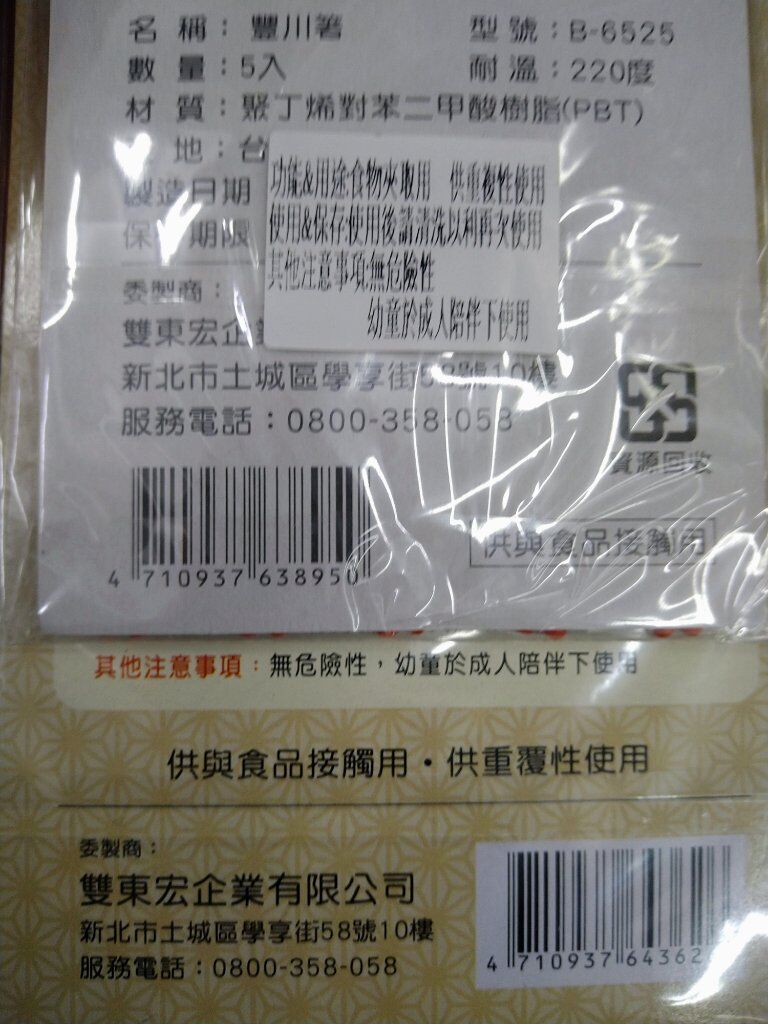 名稱：豐川箸　型號：B-6525
數量：5入　耐溫：220度
材質：聚丁烯對苯二甲酸樹脂(PBT)
地：台
功能&用途:食物夾取用　供重複性使用
製造日期
使用&保存:使用後請清洗以利再次使用
保　期限
其他注意事項:無危險性
幼童於成人陪伴下使用
委製商：
雙東宏企業
新北市土城區學享街58號10樓
服務電話：0800-358-058
資源回收
供與食品接觸用
4 710937 638950
其他注意事項：無危險性，幼童於成人陪伴下使用
供與食品接觸用・供重覆性使用
委製商：
雙東宏企業有限公司
新北市土城區學享街58號10樓
服務電話：0800-358-058
4 710937 64362